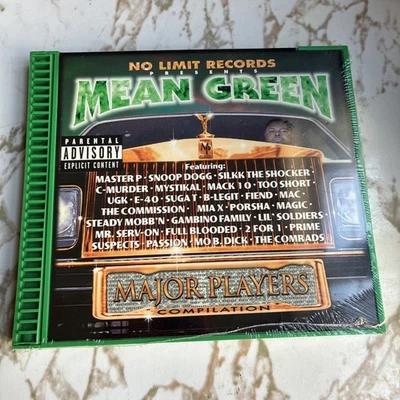 NO LIMIT RECORDS
PRESENTS
MEAN GREEN
PARENTAL
ADVISORY
EXPLICIT CONTENT
Featuring:
MASTER P · SNOOP DOGG · SILKK THE SHOCKER ·
C-MURDER · MYSTIKAL · MACK 10 · TOO SHORT ·
UGK · E-40 · SUGA T · B-LEGIT · FIEND · MAC ·
THE COMMISSION · MIA X · PORSHA · MAGIC ·
STEADY MOBB'N · GAMBINO FAMILY · LIL' SOLDIERS ·
MR. SERV-ON · FULL BLOODED · 2 FOR 1 · PRIME
SUSPECTS · PASSION · MO B. DICK · THE COMRADS
MAJOR PLAYERS
COMPILATION